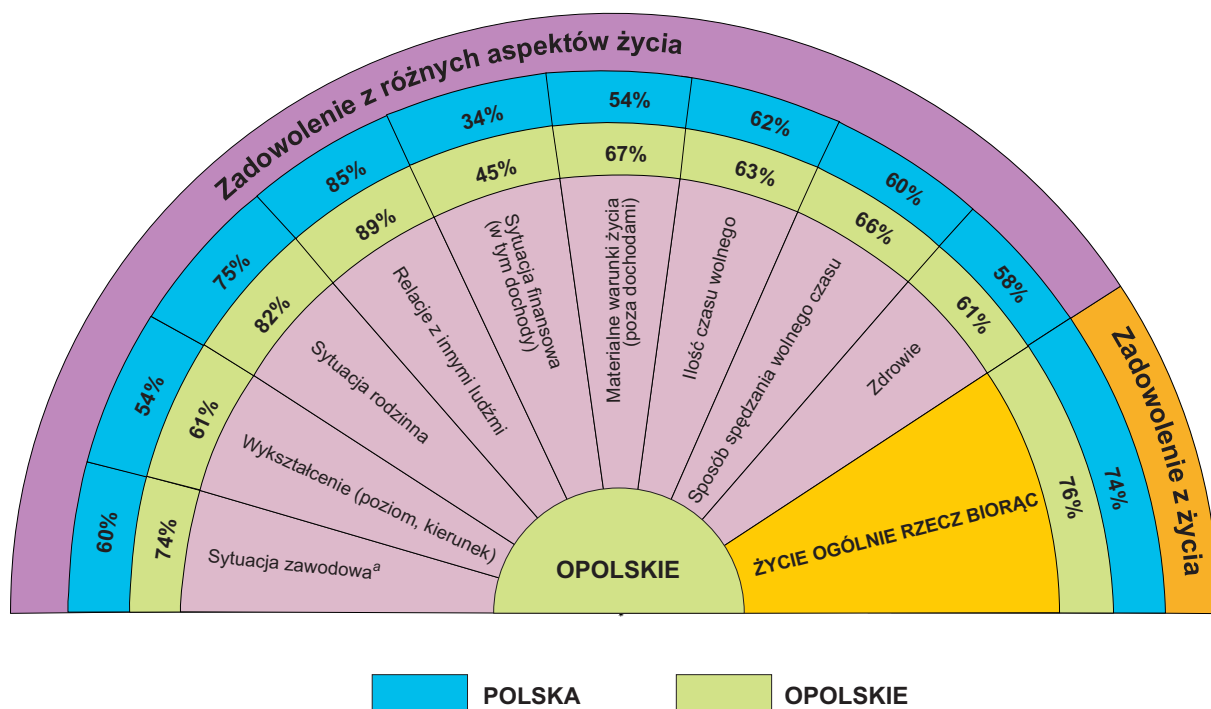 Zadowolenie z różnych aspektów życia
Zadowolenie z życia
60%
54%
75%
85%
34%
54%
62%
60%
58%
74%
74%
61%
82%
89%
45%
67%
63%
66%
61%
76%
Sytuacja zawodowaᵃ
Wykształcenie (poziom, kierunek)
Sytuacja rodzinna
Relacje z innymi ludźmi
Sytuacja finansowa
(w tym dochody)
Materialne warunki życia
(poza dochodami)
Ilość czasu wolnego
Sposób spędzania wolnego czasu
Zdrowie
ŻYCIE OGÓLNIE RZECZ BIORĄC
OPOLSKIE
POLSKA
OPOLSKIE